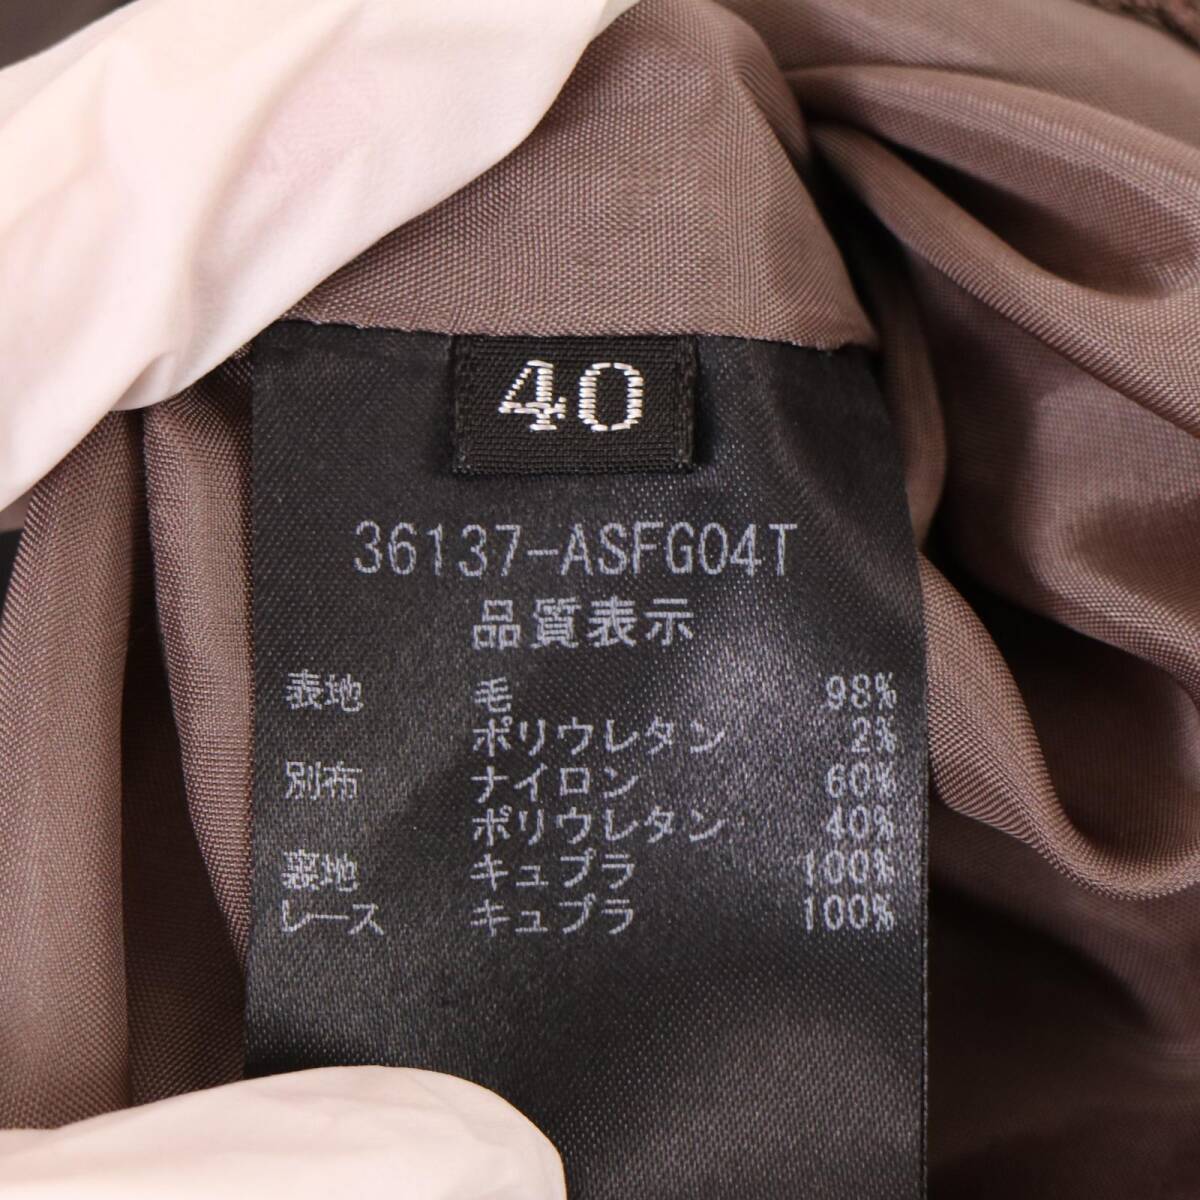 40
36137-ASFG04T
品質表示
表地 毛 98%
ポリウレタン 2%
別布 ナイロン 60%
ポリウレタン 40%
裏地 キュプラ 100%
レース キュプラ 100%